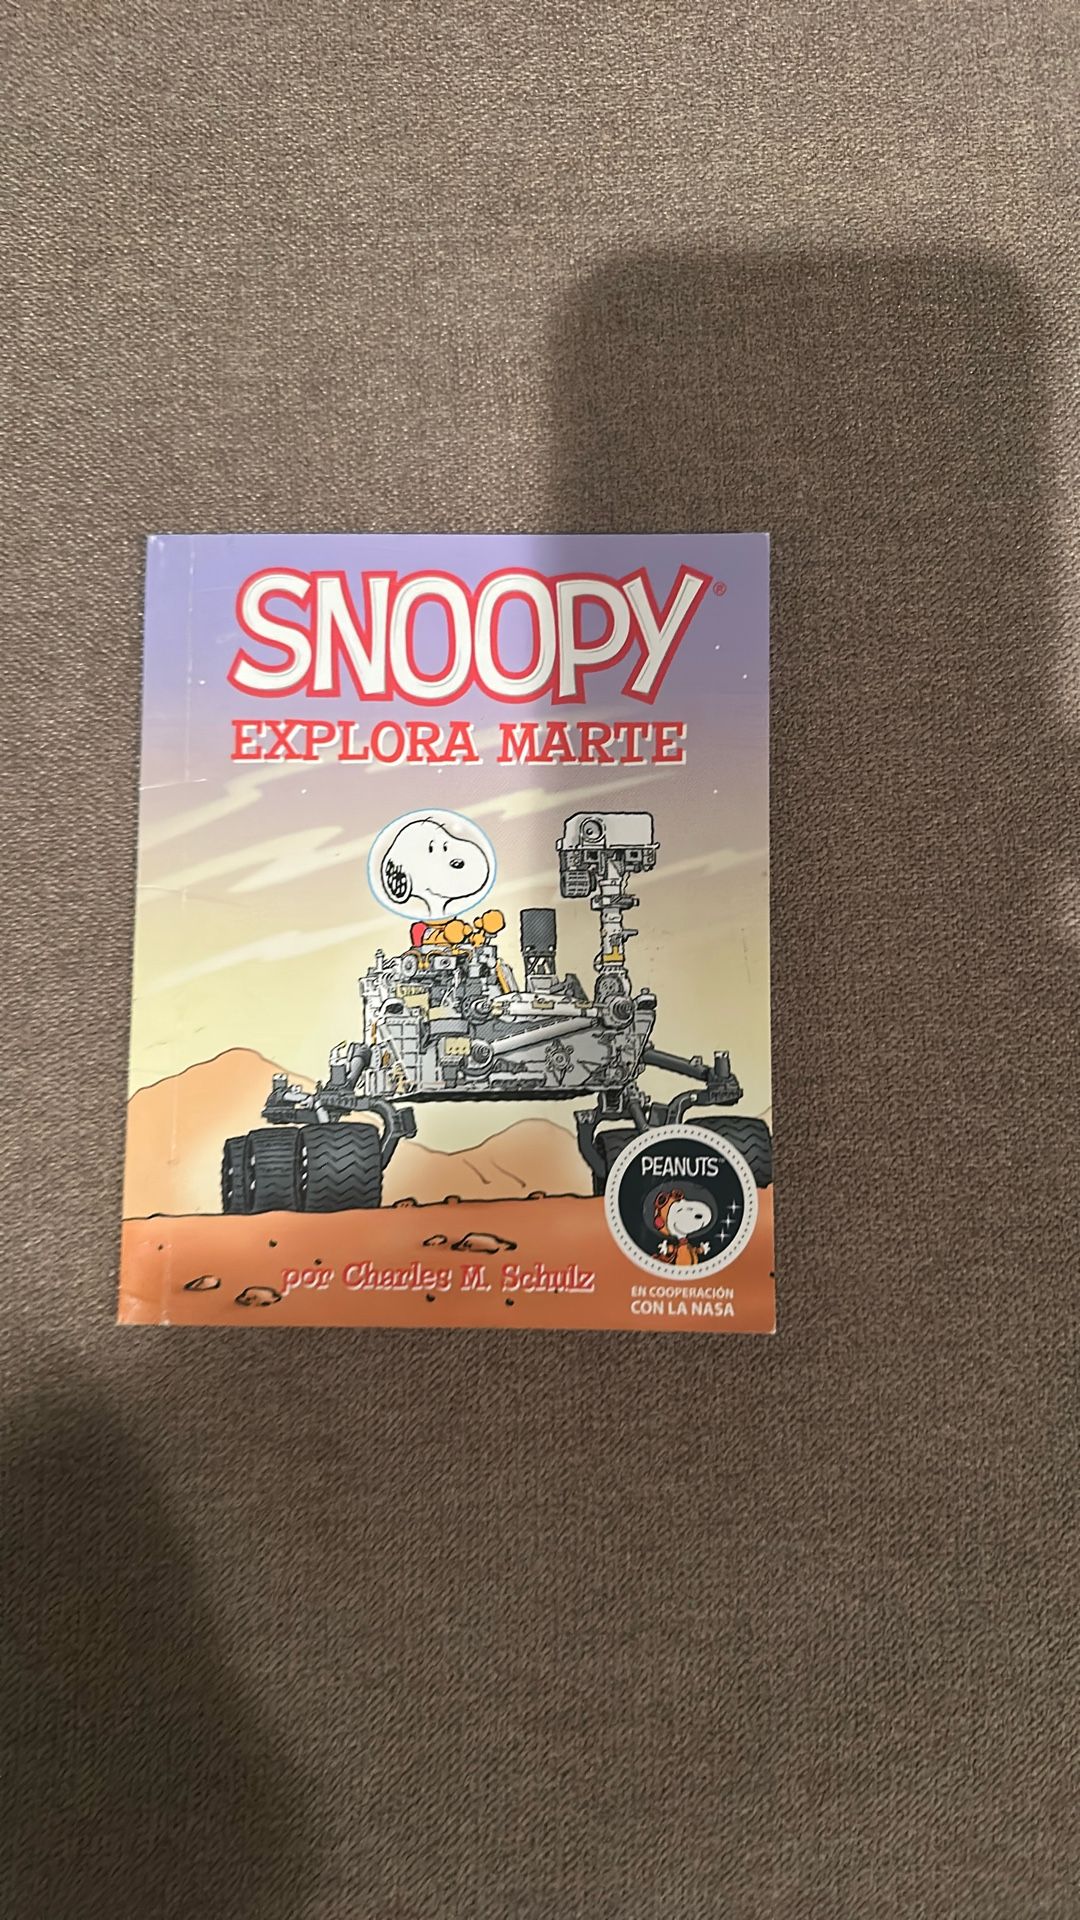 SNOOPY®
EXPLORA MARTE
PEANUTS™
por Charles M. Schulz
EN COOPERACIÓN
CON LA NASA